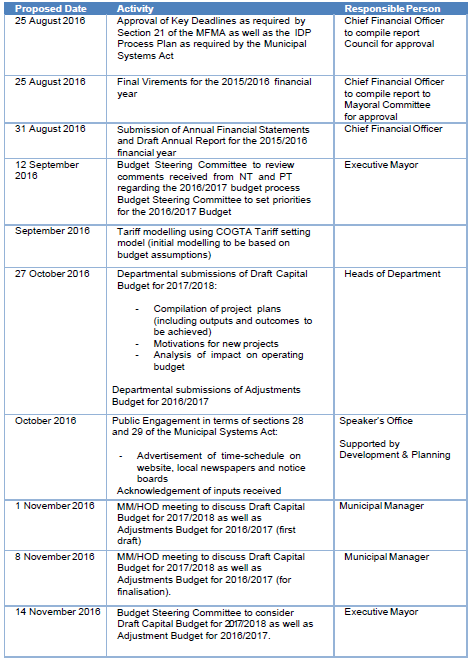 Proposed Date Activity Responsible Person
25 August 2016 Approval of Key Deadlines as required by Chief Financial Officer
Section 21 of the MFMA as well as the IDP to compile report
Process Plan as required by the Municipal Council for approval
Systems Act
25 August 2016 Final Virements for the 2015/2016 financial Chief Financial Officer
year to compile report to
Mayoral Committee
for approval
31 August 2016 Submission of Annual Financial Statements Chief Financial Officer
and Draft Annual Report for the 2015/2016
financial year
12 September Budget Steering Committee to review Executive Mayor
2016 comments received from NT and PT
regarding the 2016/2017 budget process
Budget Steering Committee to set priorities
for the 2016/2017 Budget
September 2016 Tariff modelling using COGTA Tariff setting
model (initial modelling to be based on
budget assumptions)
27 October 2016 Departmental submissions of Draft Capital Heads of Department
Budget for 2017/2018:
- Compilation of project plans
(including outputs and outcomes to
be achieved)
- Motivations for new projects
- Analysis of impact on operating
budget
Departmental submissions of Adjustments
Budget for 2016/2017
October 2016 Public Engagement in terms of sections 28 Speaker's Office
and 29 of the Municipal Systems Act:
Supported by
- Advertisement of time-schedule on Development & Planning
website, local newspapers and notice
boards
Acknowledgement of inputs received
1 November 2016 MM/HOD meeting to discuss Draft Capital Municipal Manager
Budget for 2017/2018 as well as
Adjustments Budget for 2016/2017 (first
draft)
8 November 2016 MM/HOD meeting to discuss Draft Capital Municipal Manager
Budget for 2017/2018 as well as
Adjustments Budget for 2016/2017 (for
finalisation).
14 November 2016 Budget Steering Committee to consider Executive Mayor
Draft Capital Budget for 2017/2018 as well as
Adjustment Budget for 2016/2017.